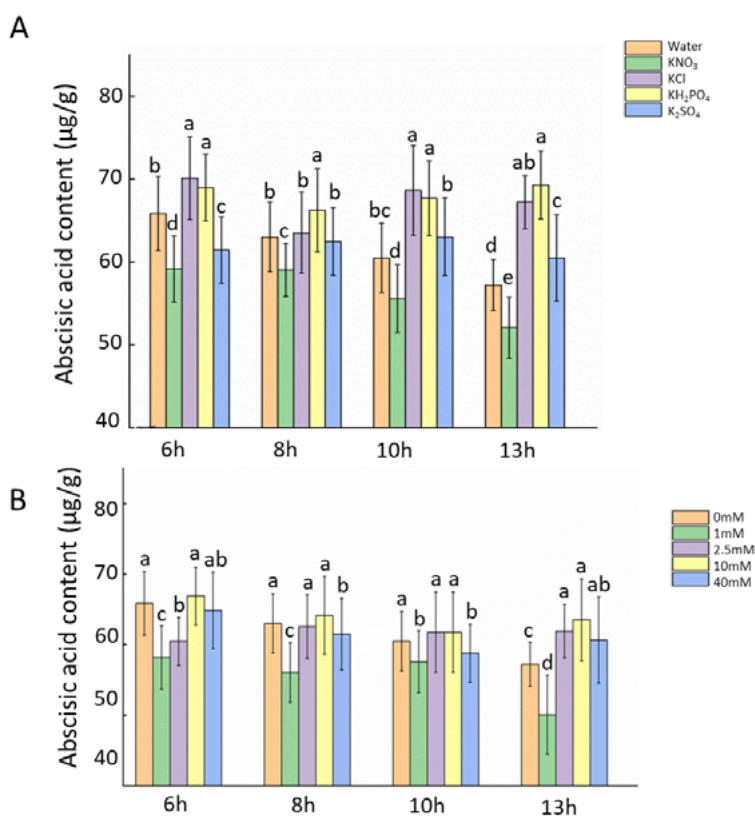 A
Abscisic acid content (μg/g)
80
70
60
50
40
b d a a c
b c b a b
bc d a a b
d e ab a c
6h 8h 10h 13h
Water
KNO₃
KCl
KH₂PO₄
K₂SO₄
B
Abscisic acid content (μg/g)
80
70
60
50
40
a c b a ab
a c a a b
a b a a b
c d a a ab
6h 8h 10h 13h
0mM
1mM
2.5mM
10mM
40mM